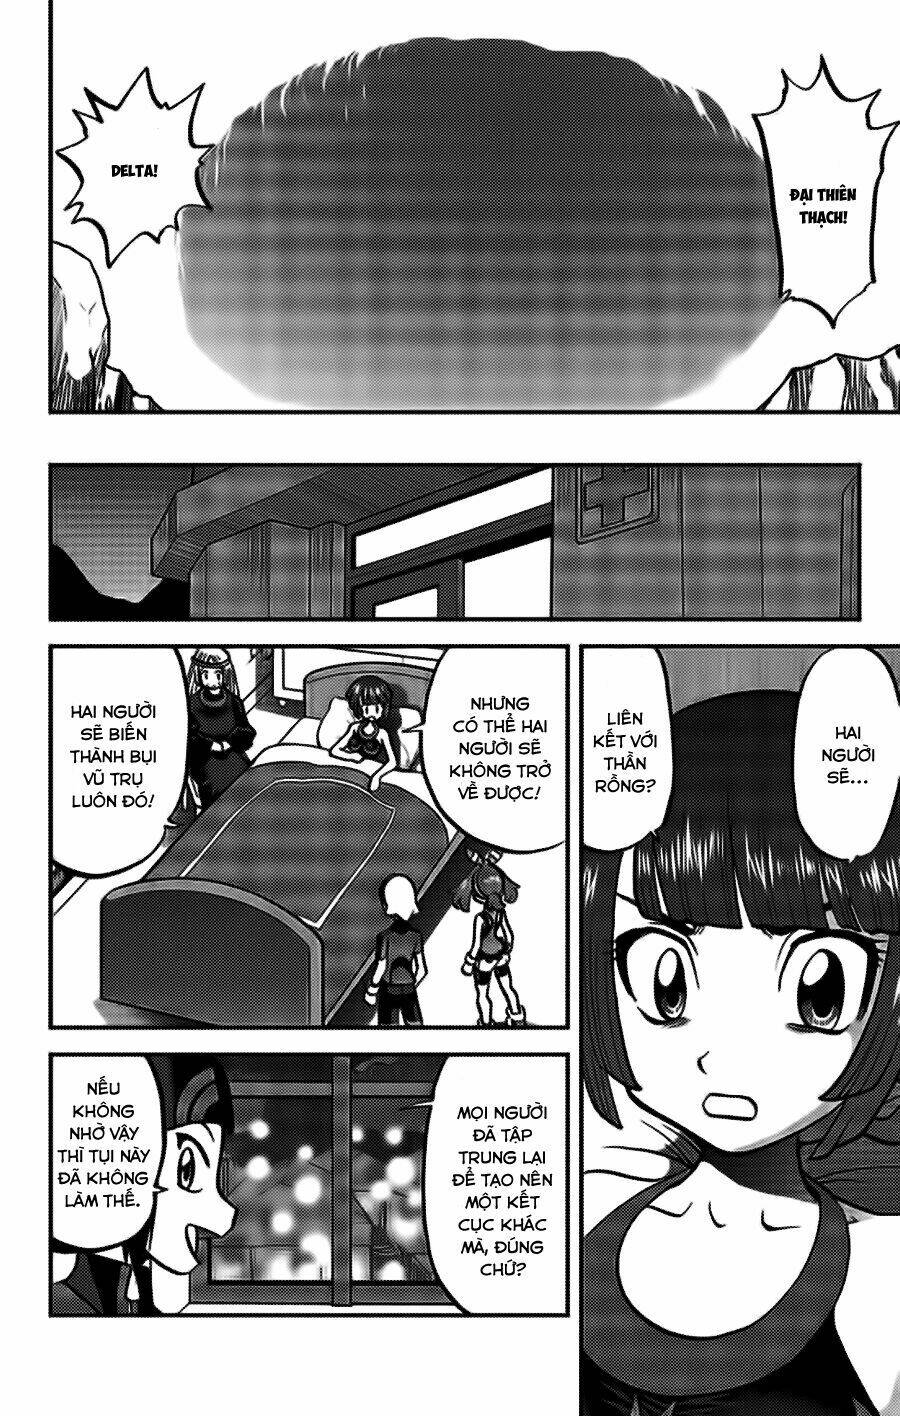 ĐẠI THIÊN
THẠCH!
DELTA!
HAI
NGƯỜI
SẼ...
LIÊN
KẾT VỚI
THẦN
RỒNG?
NHƯNG
CÓ THỂ HAI
NGƯỜI SẼ
KHÔNG TRỞ
VỀ ĐƯỢC!
HAI NGƯỜI
SẼ BIẾN
THÀNH BỤI
VŨ TRỤ
LUÔN ĐÓ!
MỌI NGƯỜI
ĐÃ TẬP
TRUNG LẠI
ĐỂ TẠO NÊN
MỘT KẾT
CỤC KHÁC
MÀ, ĐÚNG
CHỨ?
NẾU
KHÔNG
NHỜ VẬY
THÌ TỤI NÀY
ĐÃ KHÔNG
LÀM THẾ.